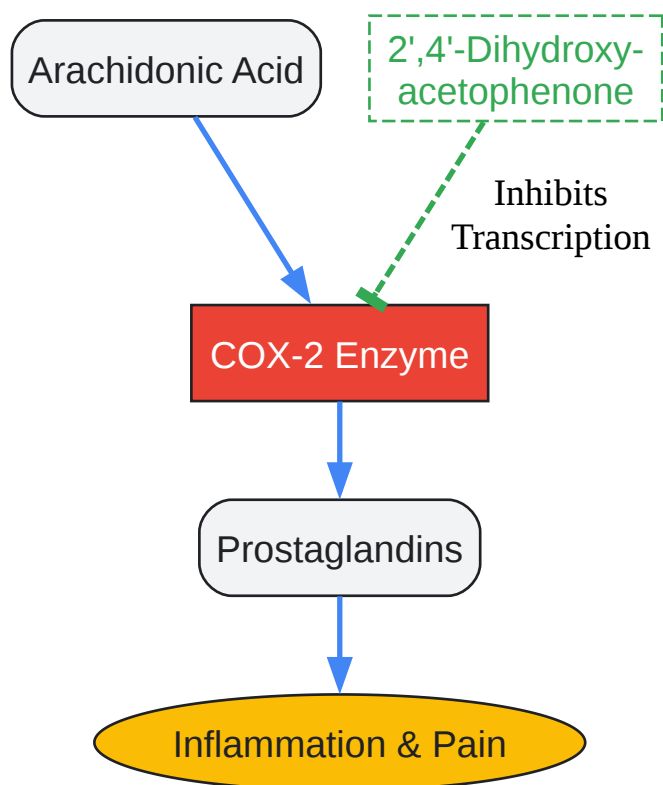 Arachidonic Acid
2',4'-Dihydroxy-
acetophenone
Inhibits
Transcription
COX-2 Enzyme
Prostaglandins
Inflammation & Pain